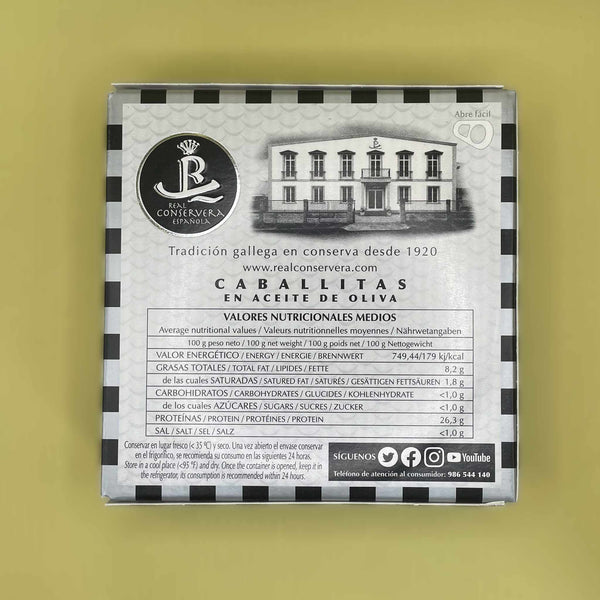 Abre fácil
R
REAL
CONSERVERA
ESPAÑOLA
Tradición gallega en conserva desde 1920
www.realconservera.com
CABALLITAS
EN ACEITE DE OLIVA
VALORES NUTRICIONALES MEDIOS
Average nutritional values / Valeurs nutritionnelles moyennes / Nährwetangaben
100 g peso neto / 100 g net weight / 100 g poids net / 100 g Nettogewicht
VALOR ENERGÉTICO / ENERGY / ENERGIE / BRENNWERT 749,44/179 kj/kcal
GRASAS TOTALES / TOTAL FAT / LIPIDES / FETTE 8,2 g
de las cuales SATURADAS / SATURED FAT / SATURÉS / GESÄTTIGEN FETTSÄUREN 1,8 g
CARBOHIDRATOS / CARBOHYDRATES / GLUCIDES / KOHLENHYDRATE <1,0 g
de los cuales AZÚCARES / SUGARS / SUCRES / ZUCKER <1,0 g
PROTEÍNAS / PROTEIN / PROTÉINES / PROTEIN 26,3 g
SAL / SALT / SEL / SALZ <1,0 g
Conservar en lugar fresco (< 35 ºC) y seco. Una vez abierto el envase conservar
en el frigorífico, se recomienda su consumo en las siguientes 24 horas.
Store in a cool place (<95 °F) and dry. Once the container is opened, keep it in
the refrigerator, its consumption is recommended within 24 hours.
SÍGUENOS YouTube
Teléfono de atención al consumidor: 986 544 140